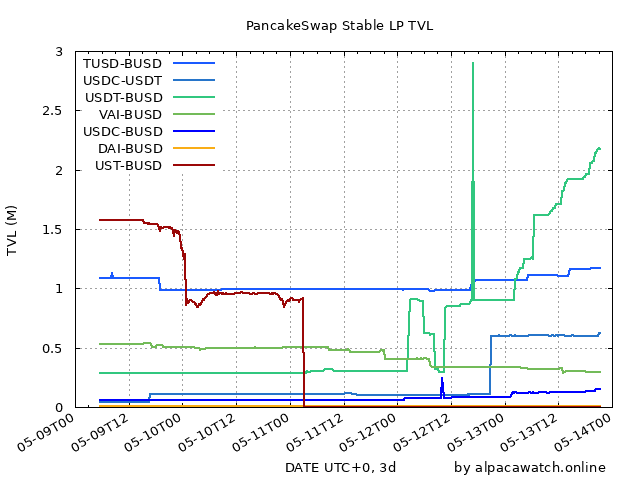 PancakeSwap Stable LP TVL
TVL (M)
3
2.5
2
1.5
1
0.5
0
TUSD-BUSD
USDC-USDT
USDT-BUSD
VAI-BUSD
USDC-BUSD
DAI-BUSD
UST-BUSD
05-09T00
05-09T12
05-10T00
05-10T12
05-11T00
05-11T12
05-12T00
05-12T12
05-13T00
05-13T12
05-14T00
DATE UTC+0, 3d
by alpacawatch.online